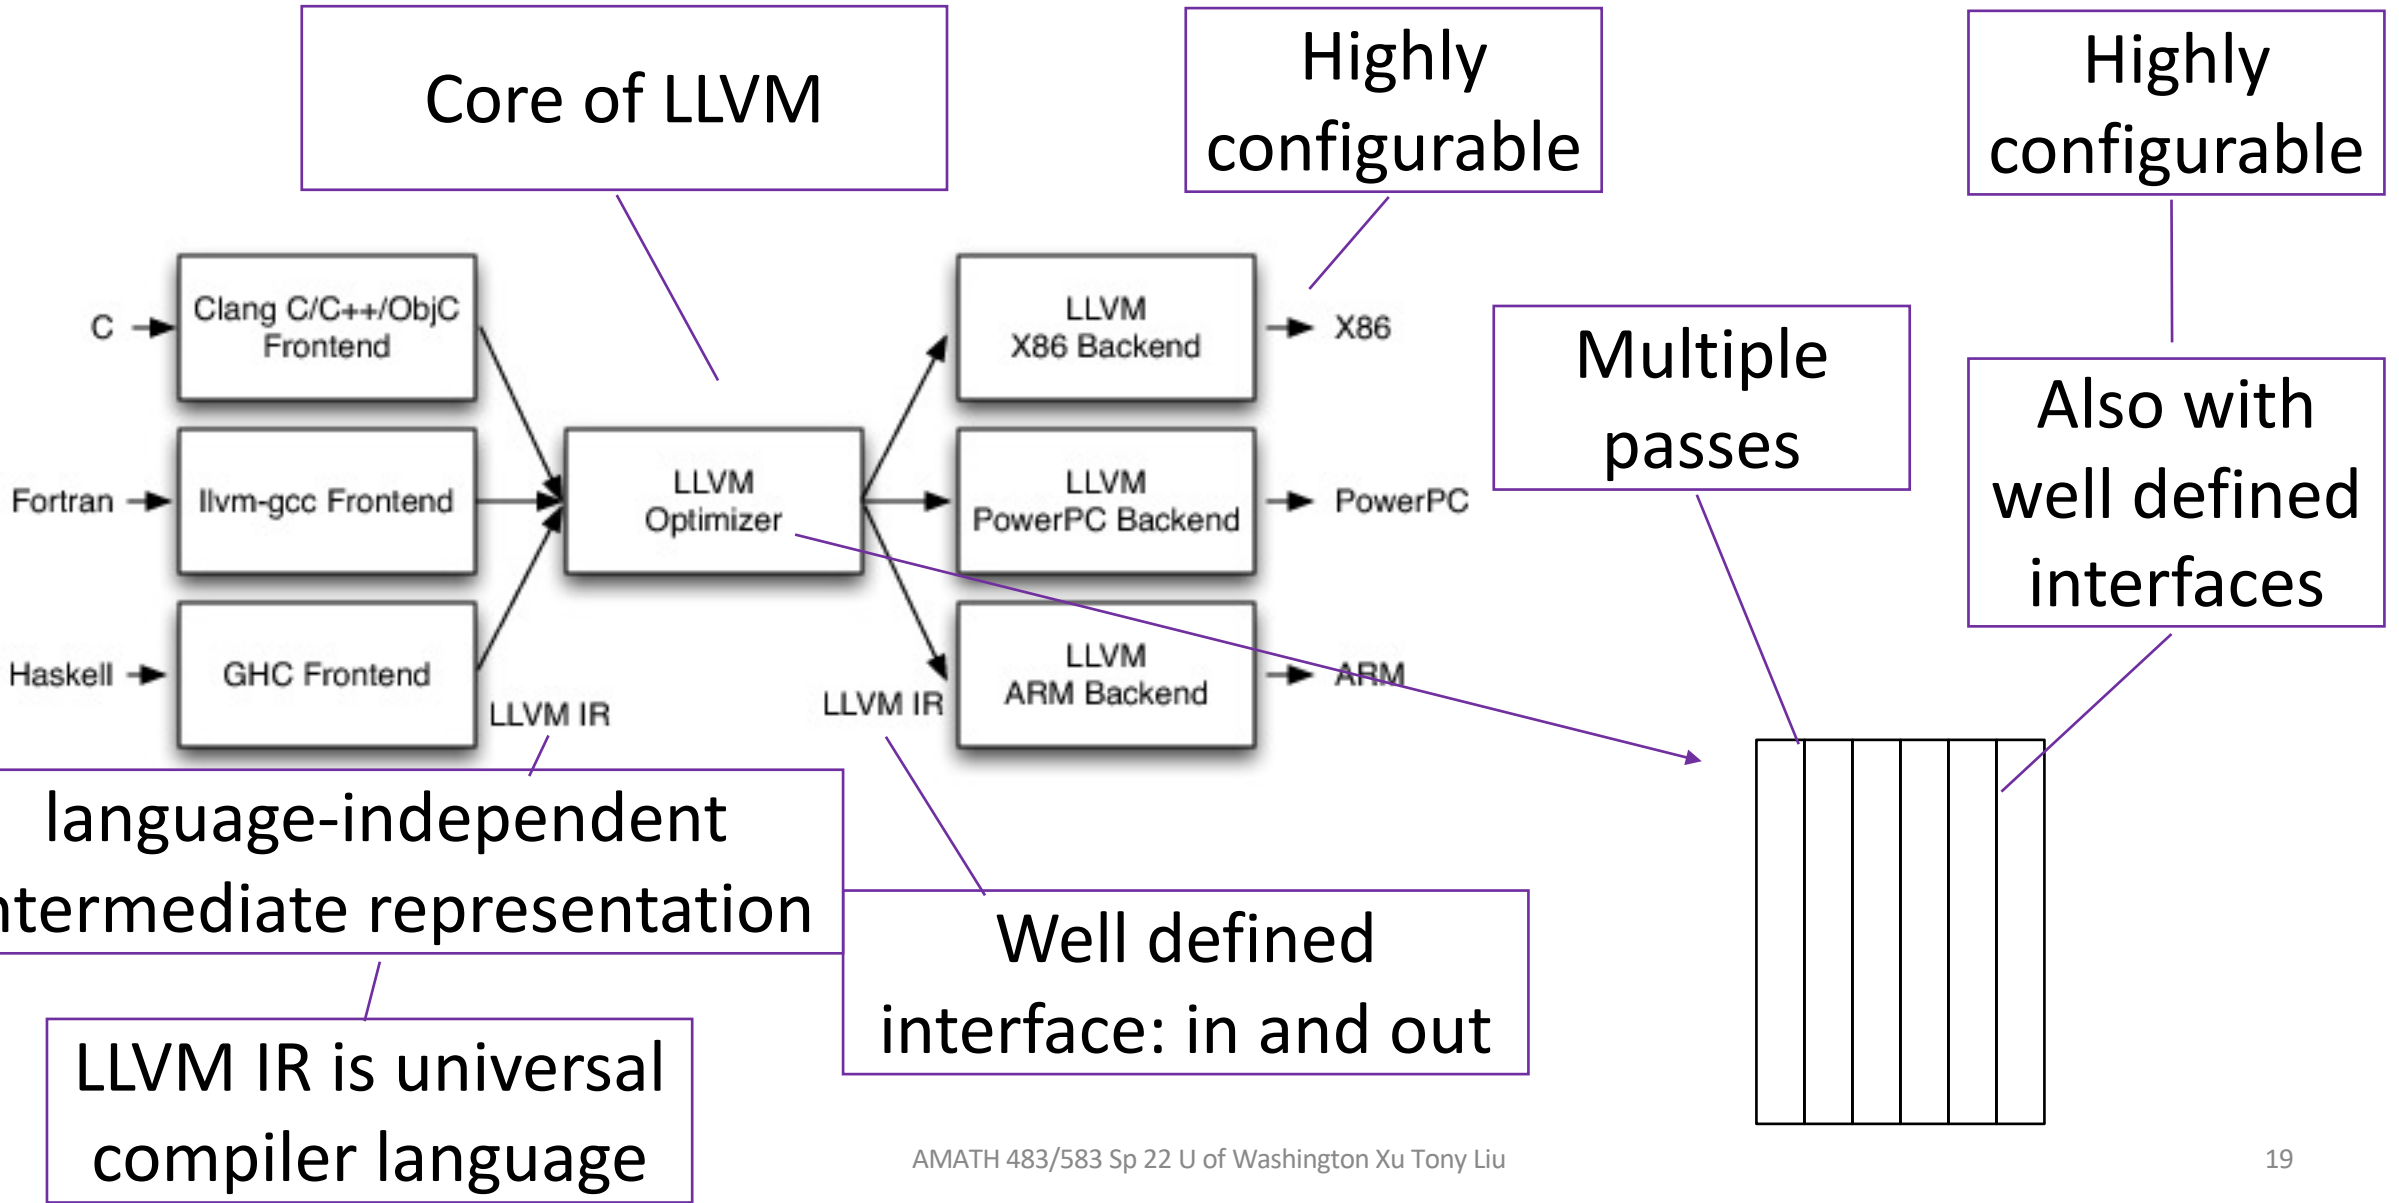 Core of LLVM
Highly
configurable
Highly
configurable
C
Clang C/C++/ObjC
Frontend
LLVM
X86 Backend
X86
Multiple
passes
Also with
well defined
interfaces
Fortran
llvm-gcc Frontend
LLVM
Optimizer
LLVM
PowerPC Backend
PowerPC
Haskell
GHC Frontend
LLVM IR
LLVM IR
LLVM
ARM Backend
ARM
language-independent
ntermediate representation
Well defined
interface: in and out
LLVM IR is universal
compiler language
AMATH 483/583 Sp 22 U of Washington Xu Tony Liu
19